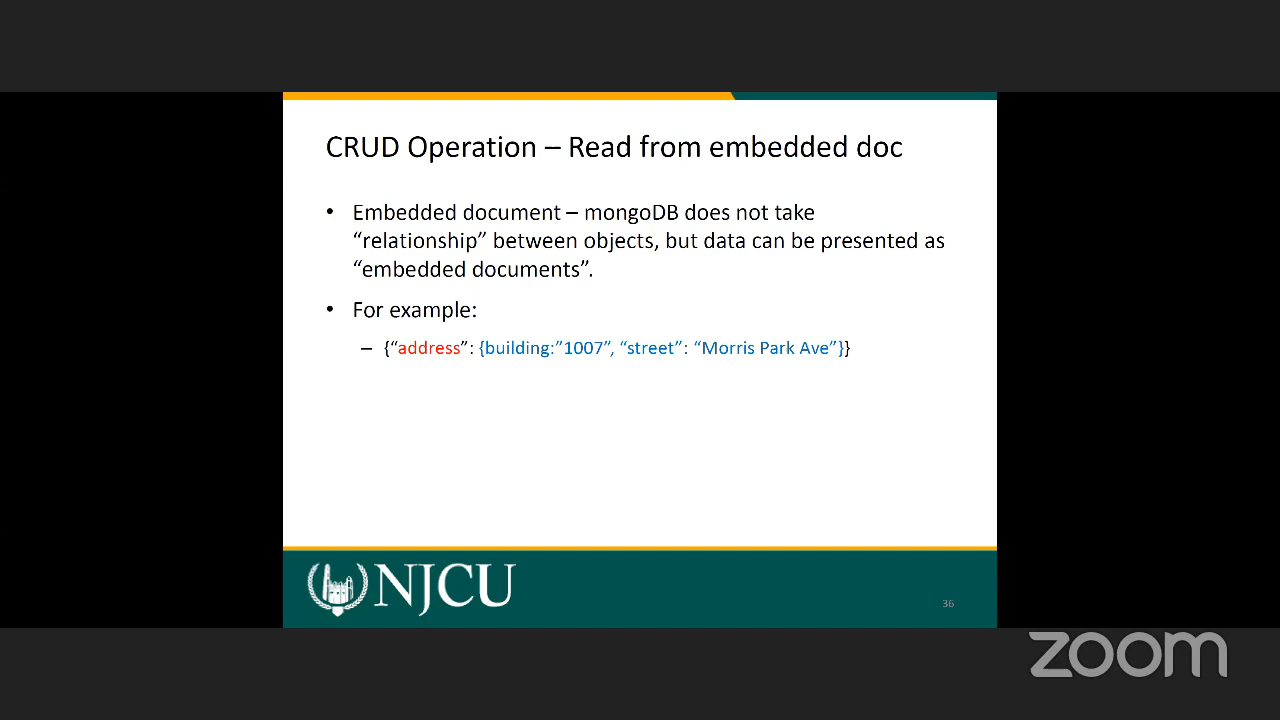 CRUD Operation – Read from embedded doc
• Embedded document – mongoDB does not take
“relationship” between objects, but data can be presented as
“embedded documents”.
• For example:
– {“address”: {building:”1007”, “street”: “Morris Park Ave”}}
NJCU
36
zoom